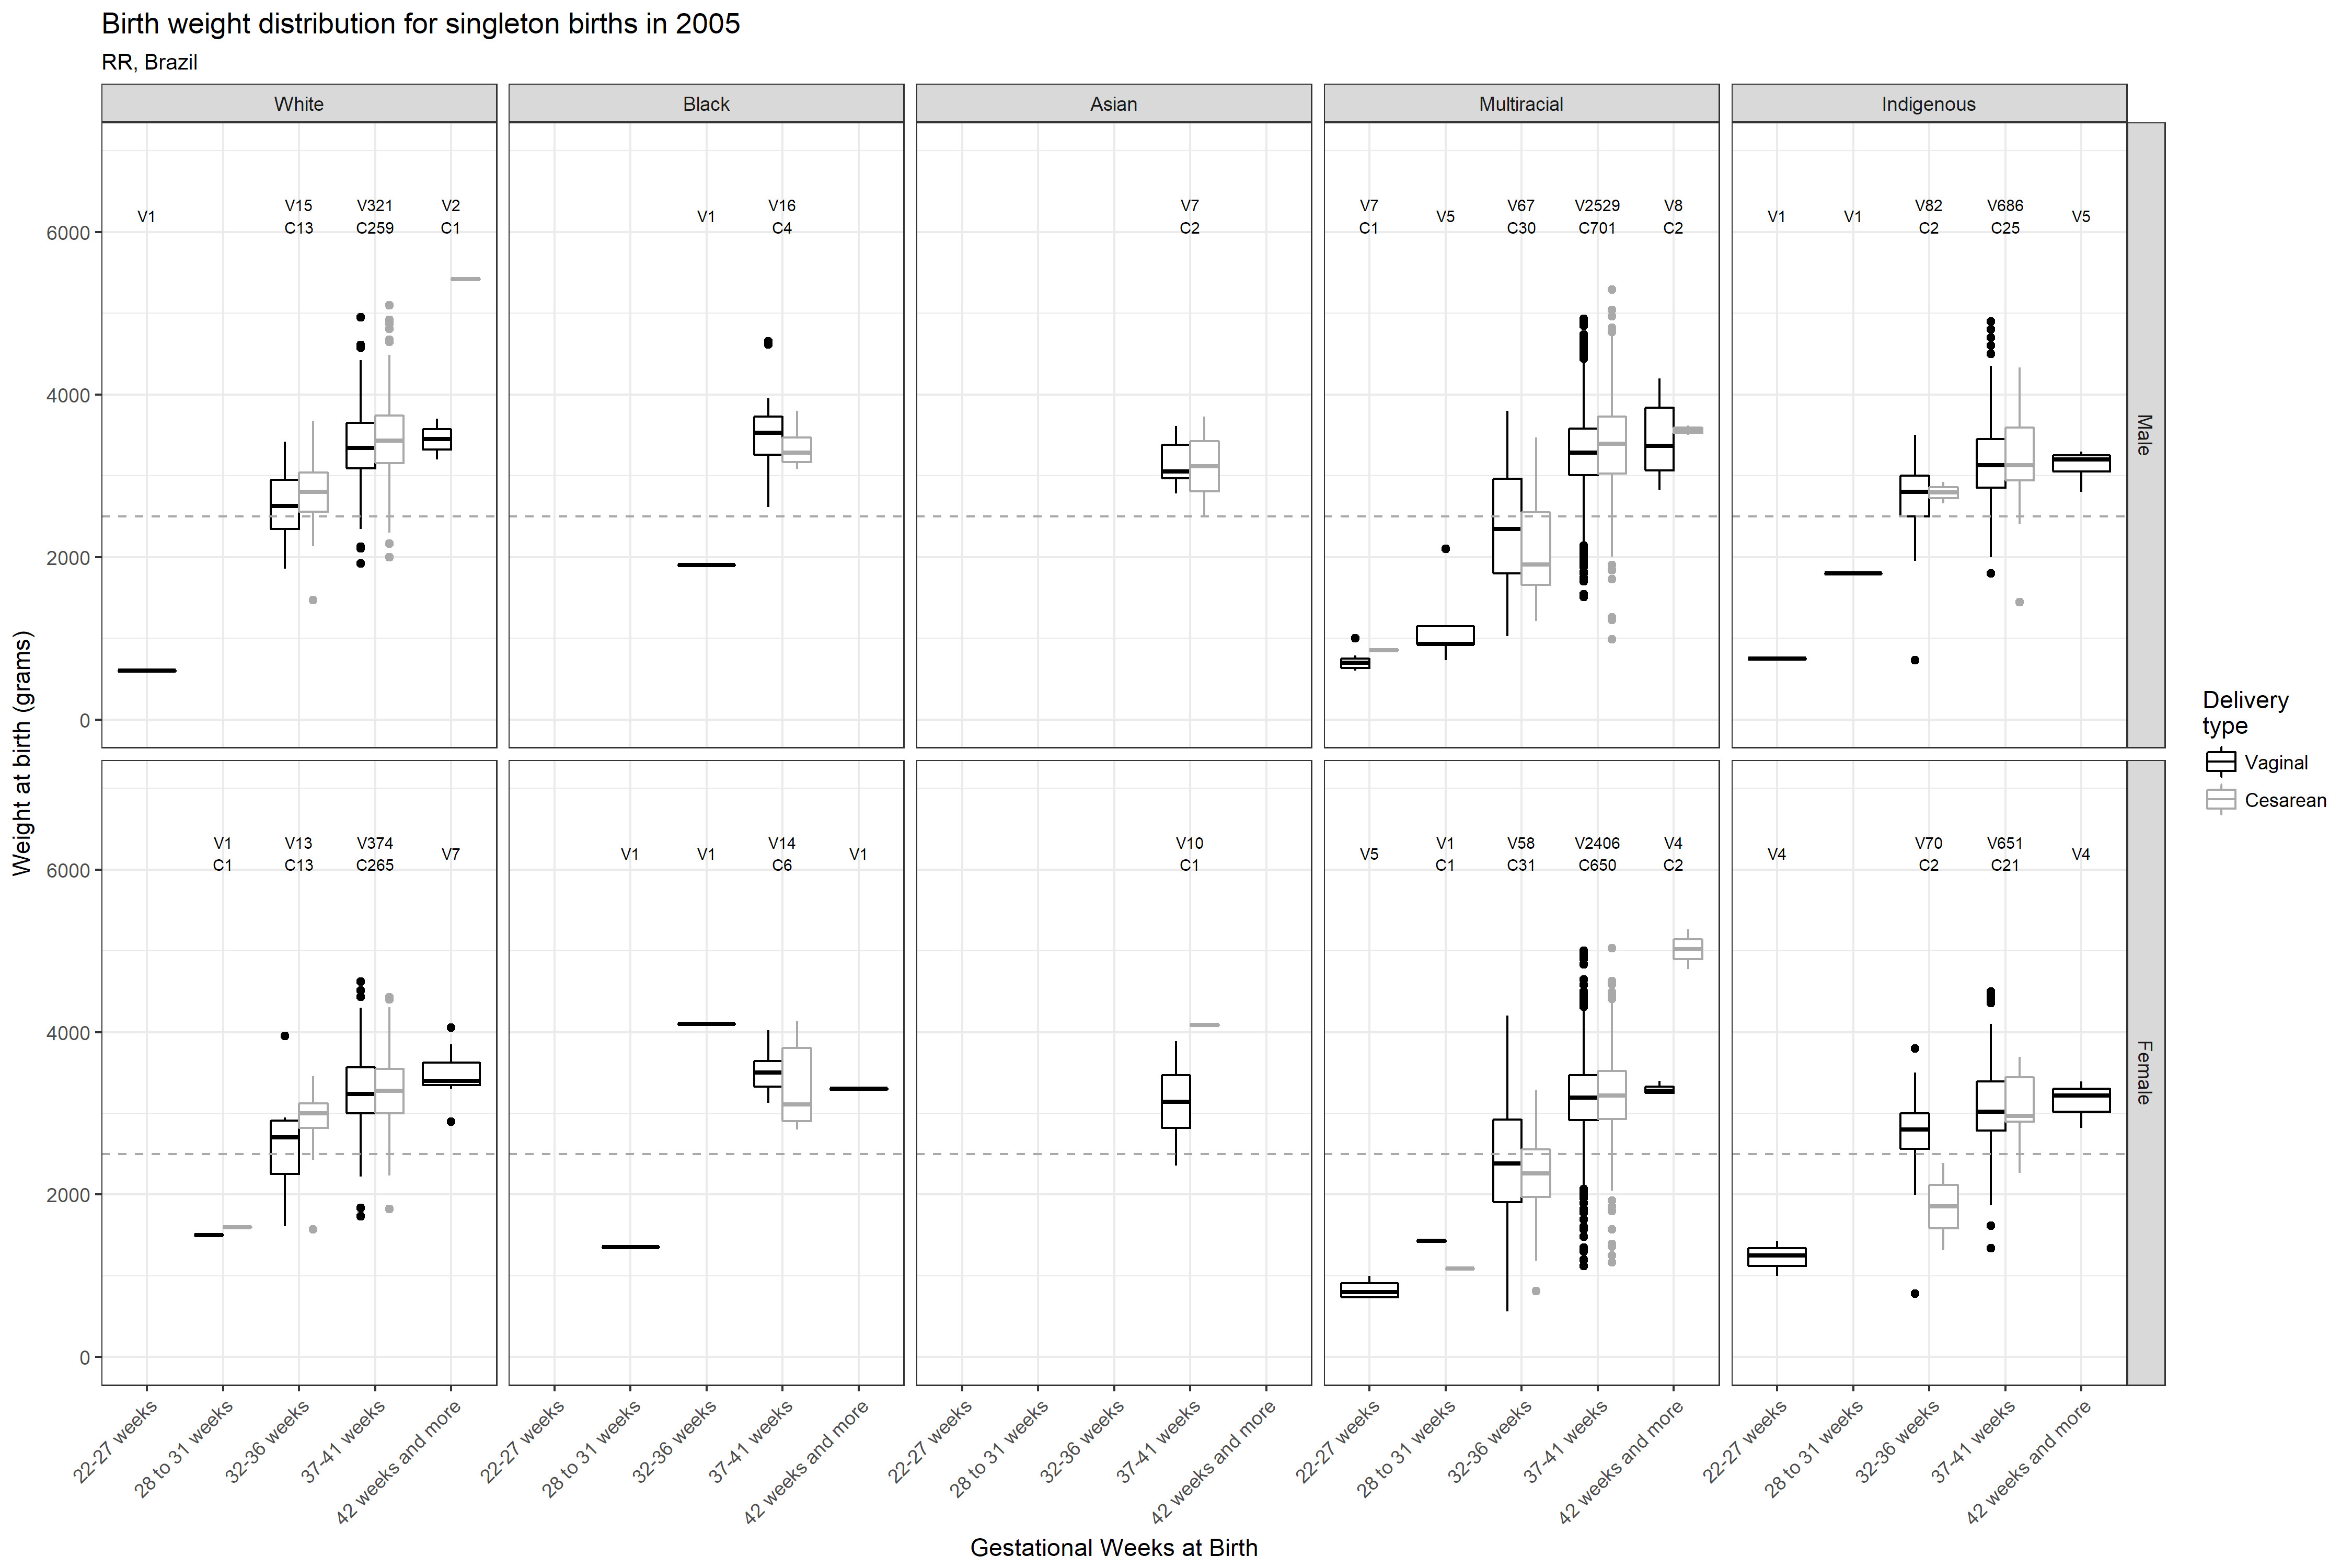 Birth weight distribution for singleton births in 2005
RR, Brazil
White
Black
Asian
Multiracial
Indigenous
Weight at birth (grams)
6000
4000
2000
0
V1
V15
C13
V321
C259
V2
C1
V1
V16
C4
V7
C2
V7
C1
V5
V67
C30
V2529
C701
V8
C2
V1
V1
V82
C2
V686
C25
V5
Male
6000
4000
2000
0
V1
C1
V13
C13
V374
C265
V7
V1
V1
V14
C6
V1
V10
C1
V5
V1
C1
V58
C31
V2406
C650
V4
C2
V4
V70
C2
V651
C21
V4
Female
22-27 weeks
28 to 31 weeks
32-36 weeks
37-41 weeks
42 weeks and more
22-27 weeks
28 to 31 weeks
32-36 weeks
37-41 weeks
42 weeks and more
22-27 weeks
28 to 31 weeks
32-36 weeks
37-41 weeks
42 weeks and more
22-27 weeks
28 to 31 weeks
32-36 weeks
37-41 weeks
42 weeks and more
22-27 weeks
28 to 31 weeks
32-36 weeks
37-41 weeks
42 weeks and more
Gestational Weeks at Birth
Delivery
type
Vaginal
Cesarean